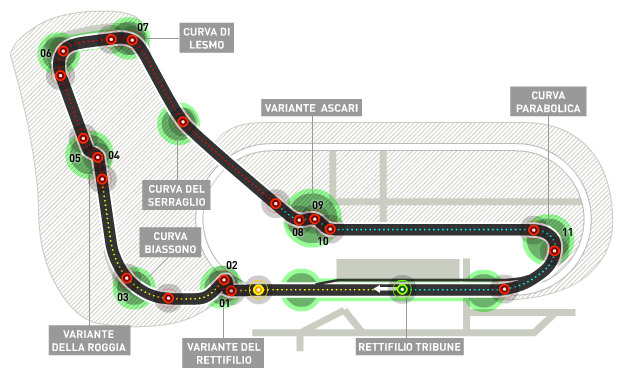 07
CURVA DI
LESMO
06
VARIANTE ASCARI
CURVA
PARABOLICA
05
04
CURVA DEL
SERRAGLIO
09
08
10
11
CURVA
BIASSONO
02
03
01
VARIANTE
DELLA ROGGIA
VARIANTE DEL
RETTIFILIO
RETTIFILIO TRIBUNE